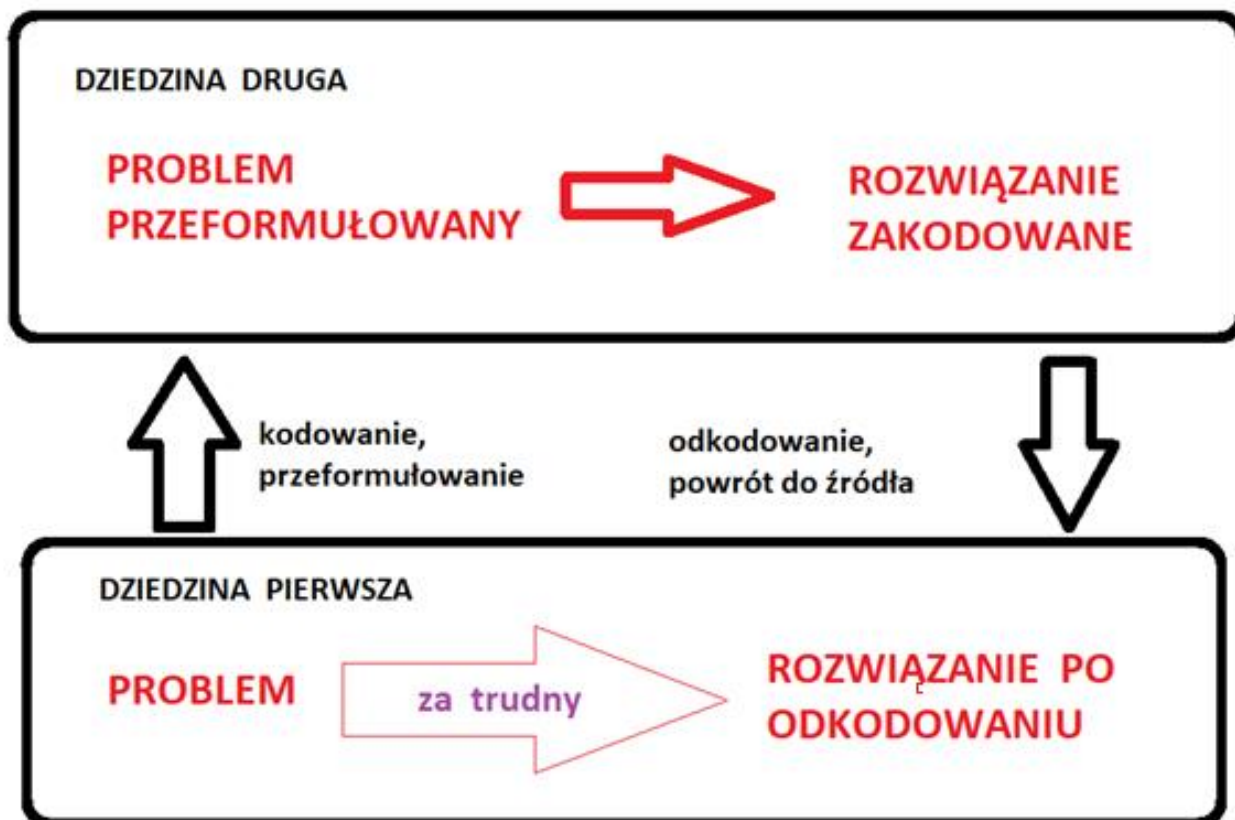 DZIEDZINA DRUGA
PROBLEM
PRZEFORMUŁOWANY
ROZWIĄZANIE
ZAKODOWANE
kodowanie,
przeformułowanie
odkodowanie,
powrót do źródła
DZIEDZINA PIERWSZA
PROBLEM
za trudny
ROZWIĄZANIE PO
ODKODOWANIU